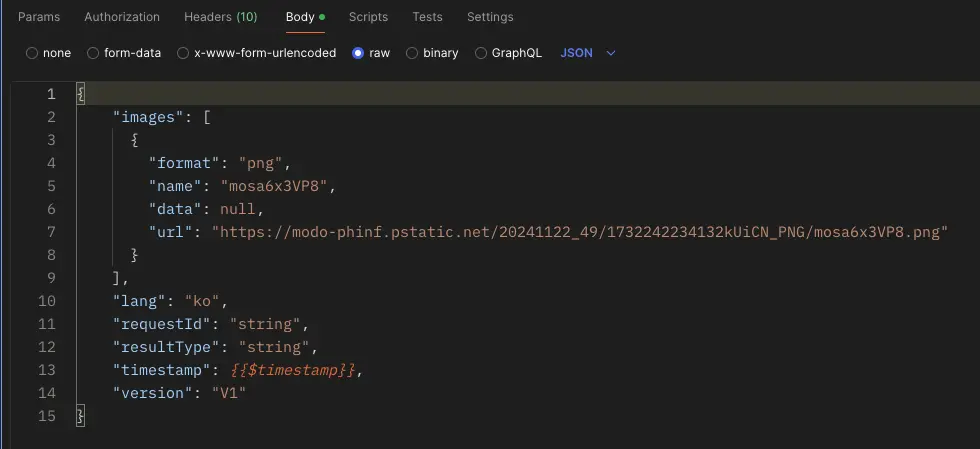 Params Authorization Headers (10) Body Scripts Tests Settings
none form-data x-www-form-urlencoded raw binary GraphQL JSON
1 {
2 "images": [
3 {
4 "format": "png",
5 "name": "mosa6x3VP8",
6 "data": null,
7 "url": "https://modo-phinf.pstatic.net/20241122_49/1732242234132kUiCN_PNG/mosa6x3VP8.png"
8 }
9 ],
10 "lang": "ko",
11 "requestId": "string",
12 "resultType": "string",
13 "timestamp": {{$timestamp}},
14 "version": "V1"
15 }